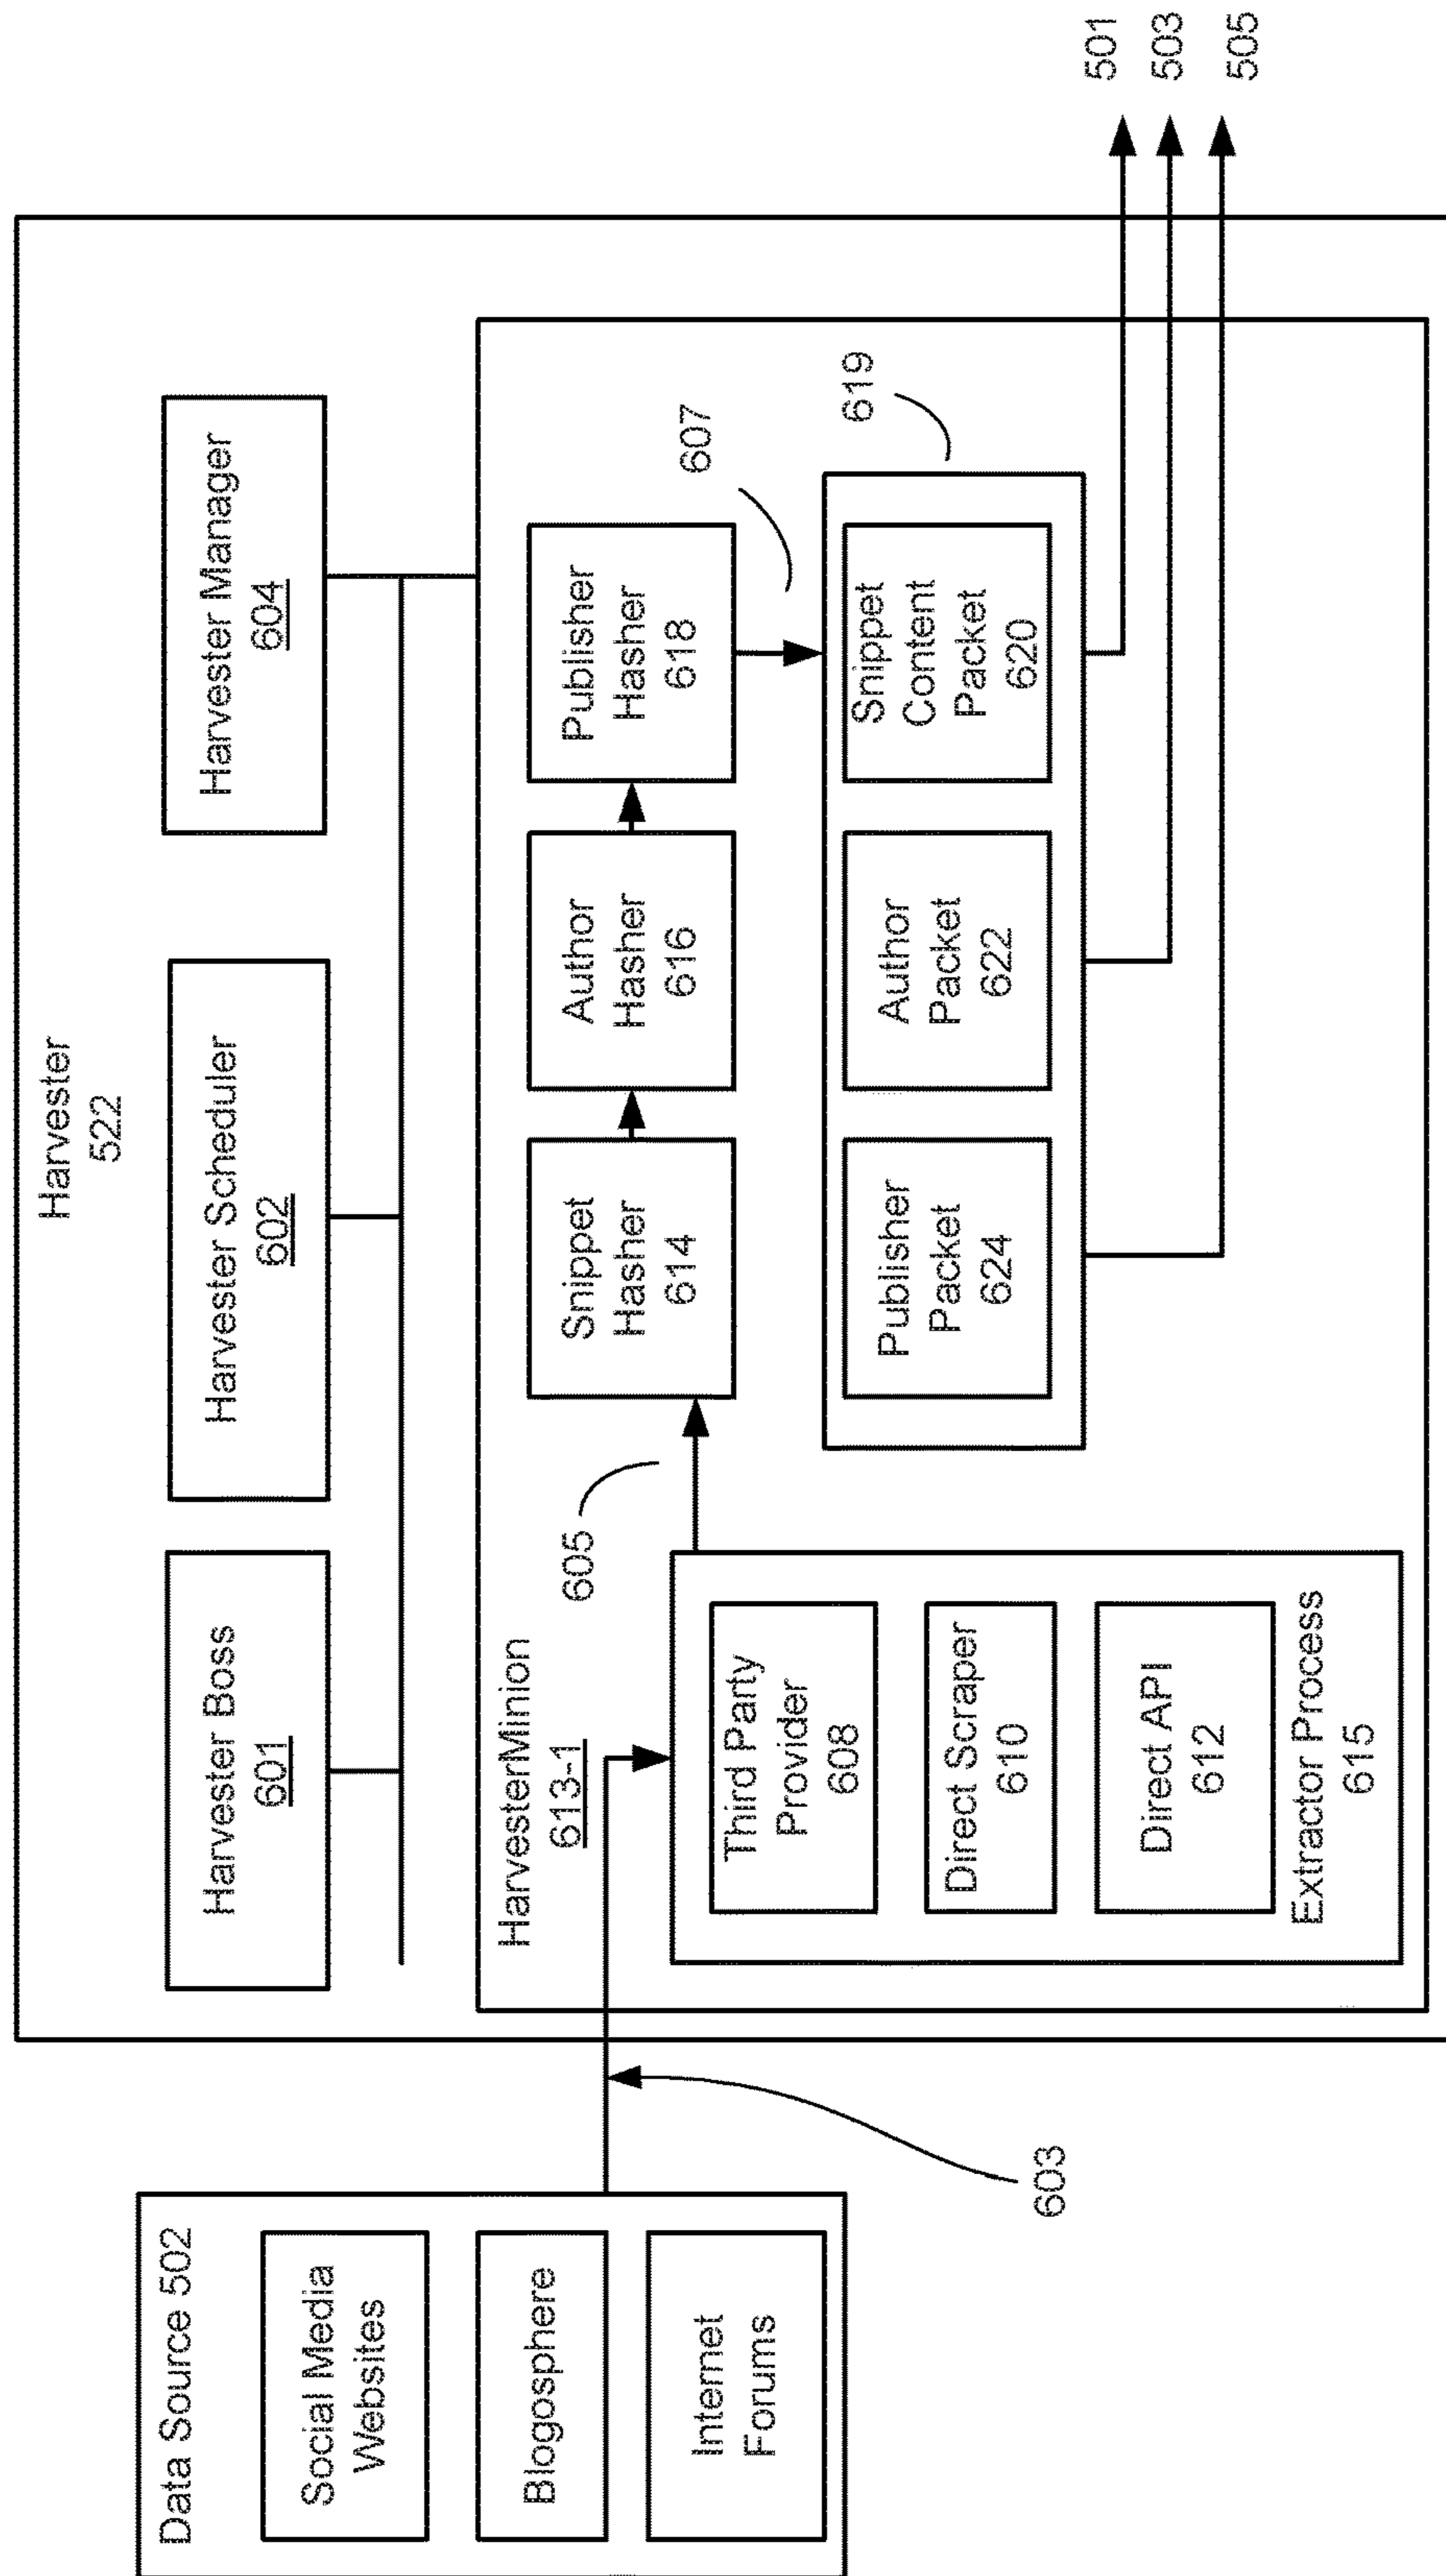 Harvester
522
Data Source 502
Social Media
Websites
Blogosphere
Internet
Forums
603
Harvester Boss
601
Harvester Scheduler
602
Harvester Manager
604
HarvesterMinion
613-1
Third Party
Provider
608
Direct Scraper
610
Direct API
612
Extractor Process
615
605
Snippet
Hasher
614
Author
Hasher
616
Publisher
Hasher
618
607
619
Publisher
Packet
624
Author
Packet
622
Snippet
Content
Packet
620
501
503
505